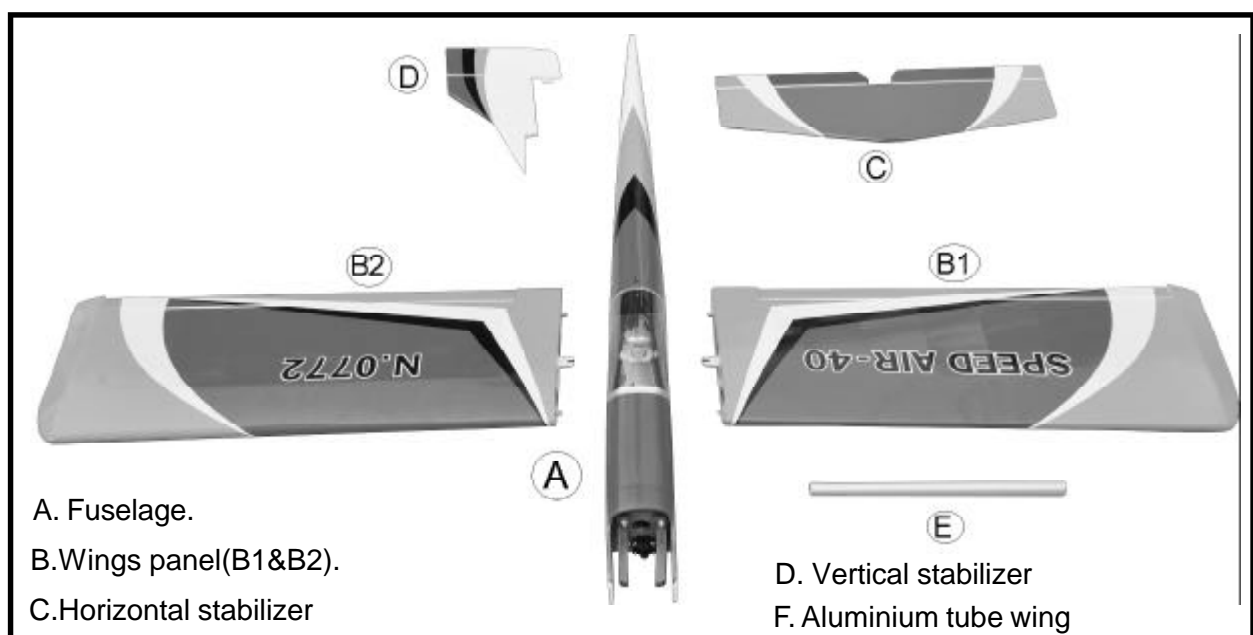 D
C
B2
B1
N.0772
SPEED AIR-40
A
E
A. Fuselage.
B.Wings panel(B1&B2).
C.Horizontal stabilizer
D. Vertical stabilizer
F. Aluminium tube wing